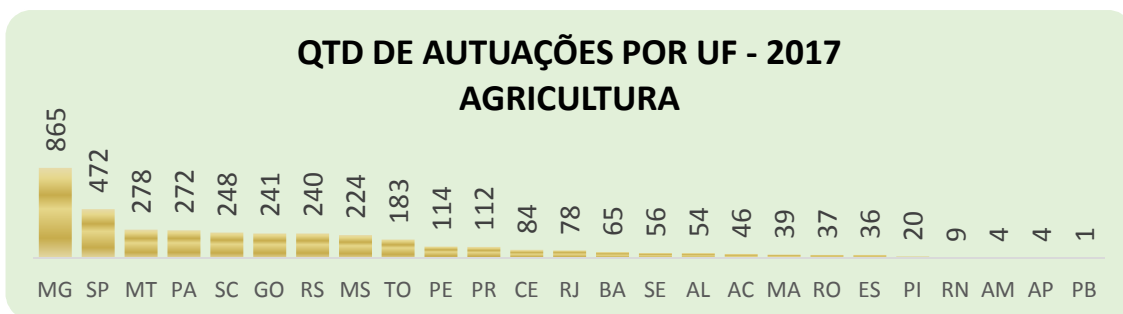 QTD DE AUTUAÇÕES POR UF - 2017
AGRICULTURA
865 472 278 272 248 241 240 224 183 114 112 84 78 65 56 54 46 39 37 36 20 9 4 4 1
MG SP MT PA SC GO RS MS TO PE PR CE RJ BA SE AL AC MA RO ES PI RN AM AP PB